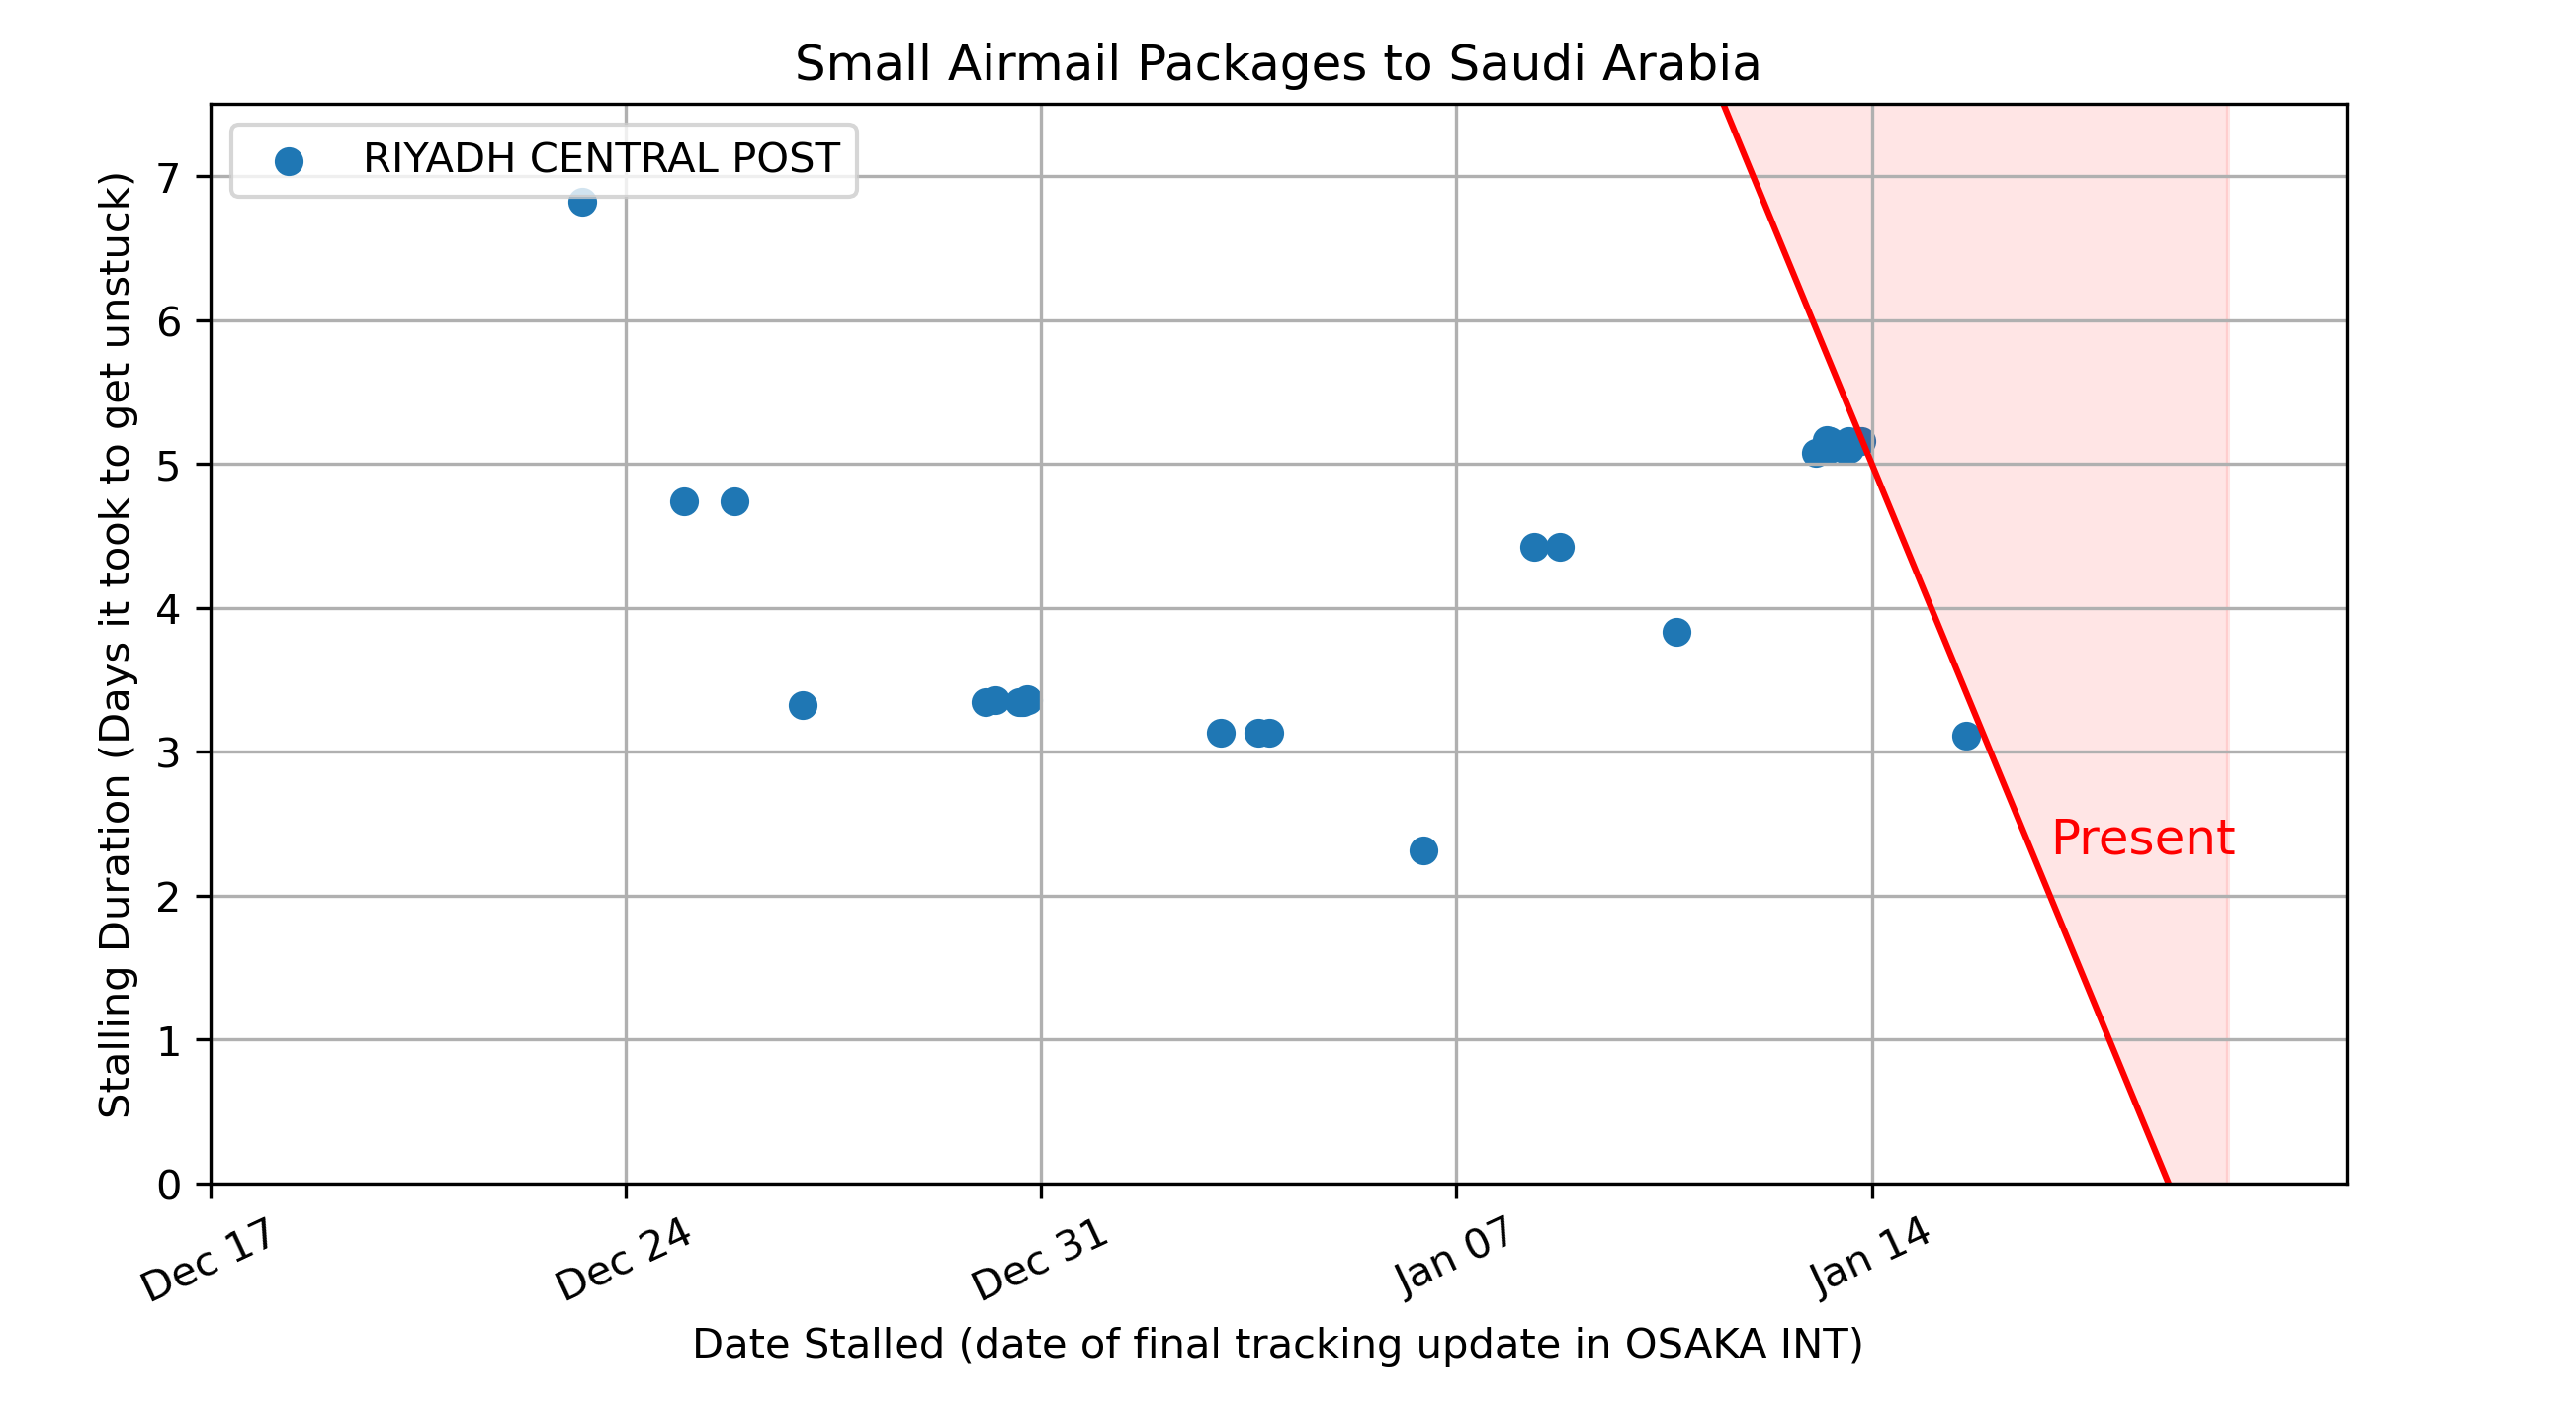 Small Airmail Packages to Saudi Arabia
RIYADH CENTRAL POST
Stalling Duration (Days it took to get unstuck)
7
6
5
4
3
2
1
0
Present
Dec 17
Dec 24
Dec 31
Jan 07
Jan 14
Date Stalled (date of final tracking update in OSAKA INT)